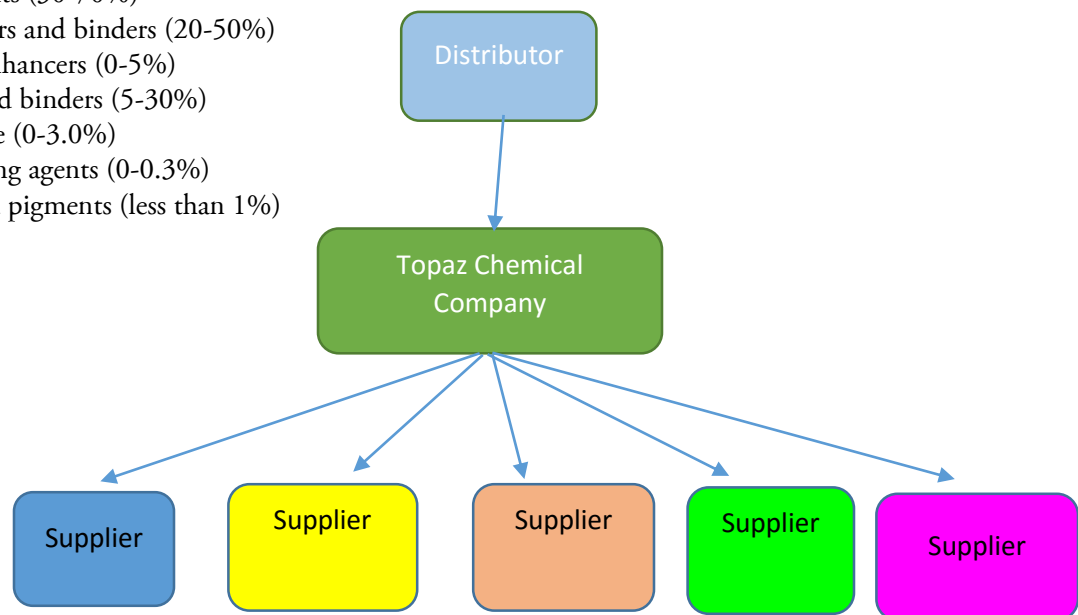 rs and binders (20-50%)
nhancers (0-5%)
d binders (5-30%)
e (0-3.0%)
ng agents (0-0.3%)
pigments (less than 1%)
Distributor
Topaz Chemical
Company
Supplier
Supplier
Supplier
Supplier
Supplier